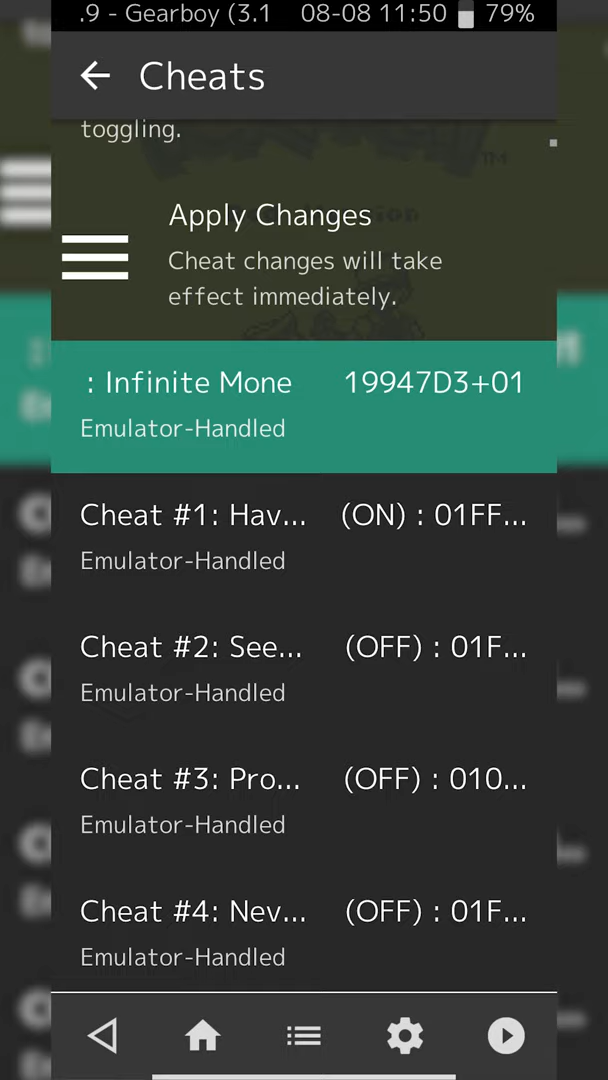 .9 - Gearboy (3.1 08-08 11:50 79%
Cheats
toggling.
Apply Changes
Cheat changes will take
effect immediately.
: Infinite Mone 19947D3+01
Emulator-Handled
Cheat #1: Hav... (ON) : 01FF...
Emulator-Handled
Cheat #2: See... (OFF) : 01F...
Emulator-Handled
Cheat #3: Pro... (OFF) : 010...
Emulator-Handled
Cheat #4: Nev... (OFF) : 01F...
Emulator-Handled